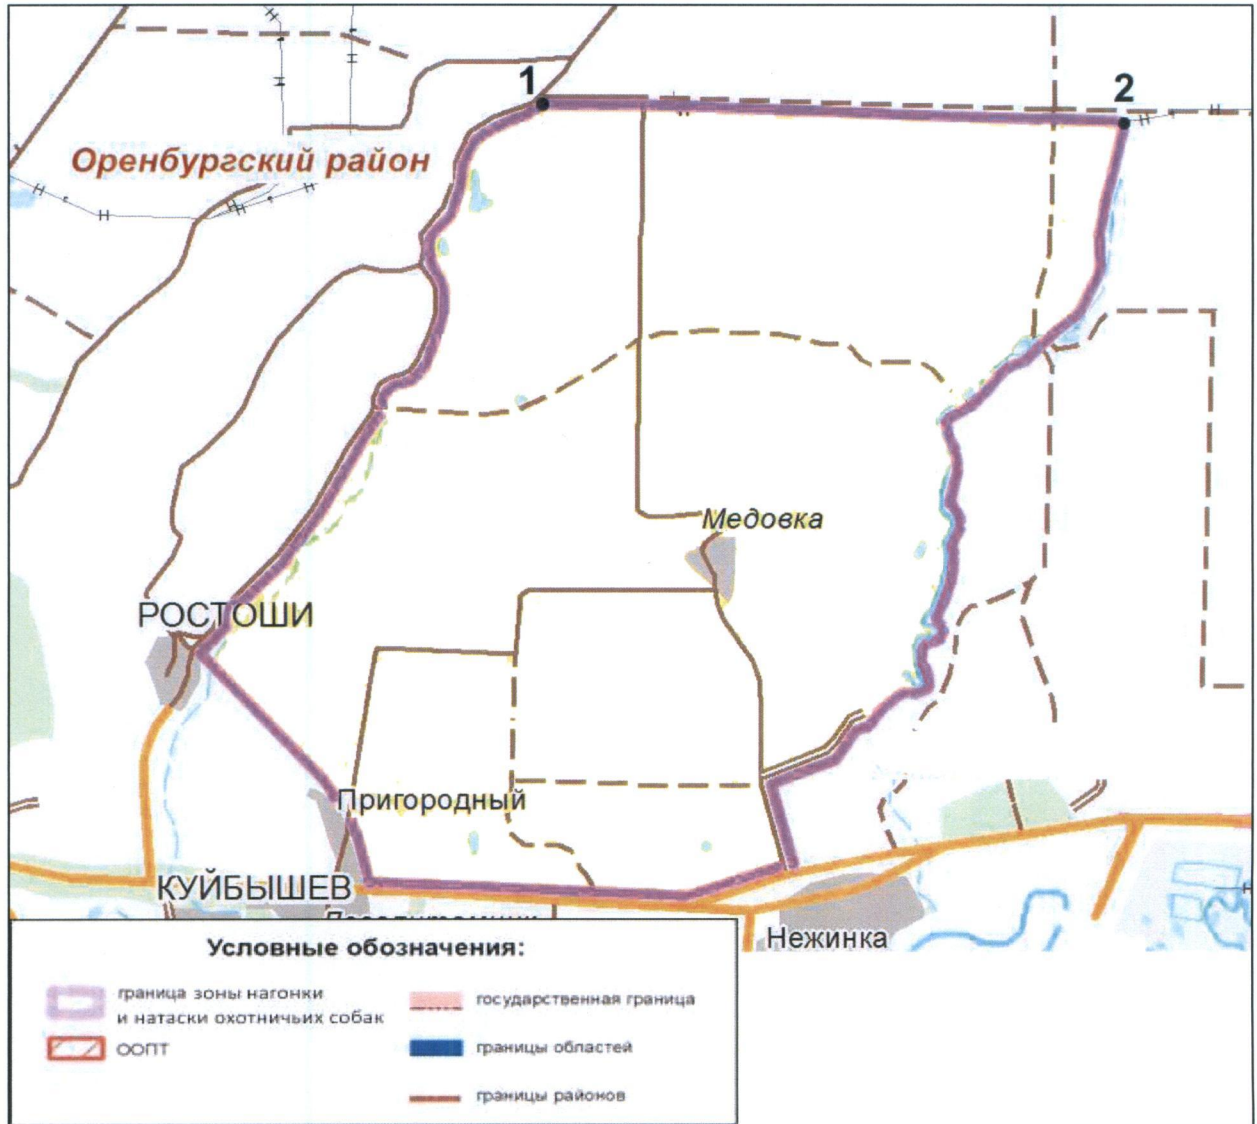 1
2
Оренбургский район
Медовка
РОСТОШИ
Пригородный
КУЙБЫШЕВ
Нежинка
Условные обозначения:
граница зоны нагонки
и натаски охотничьих собак
ООПТ
государственная граница
границы областей
границы районов